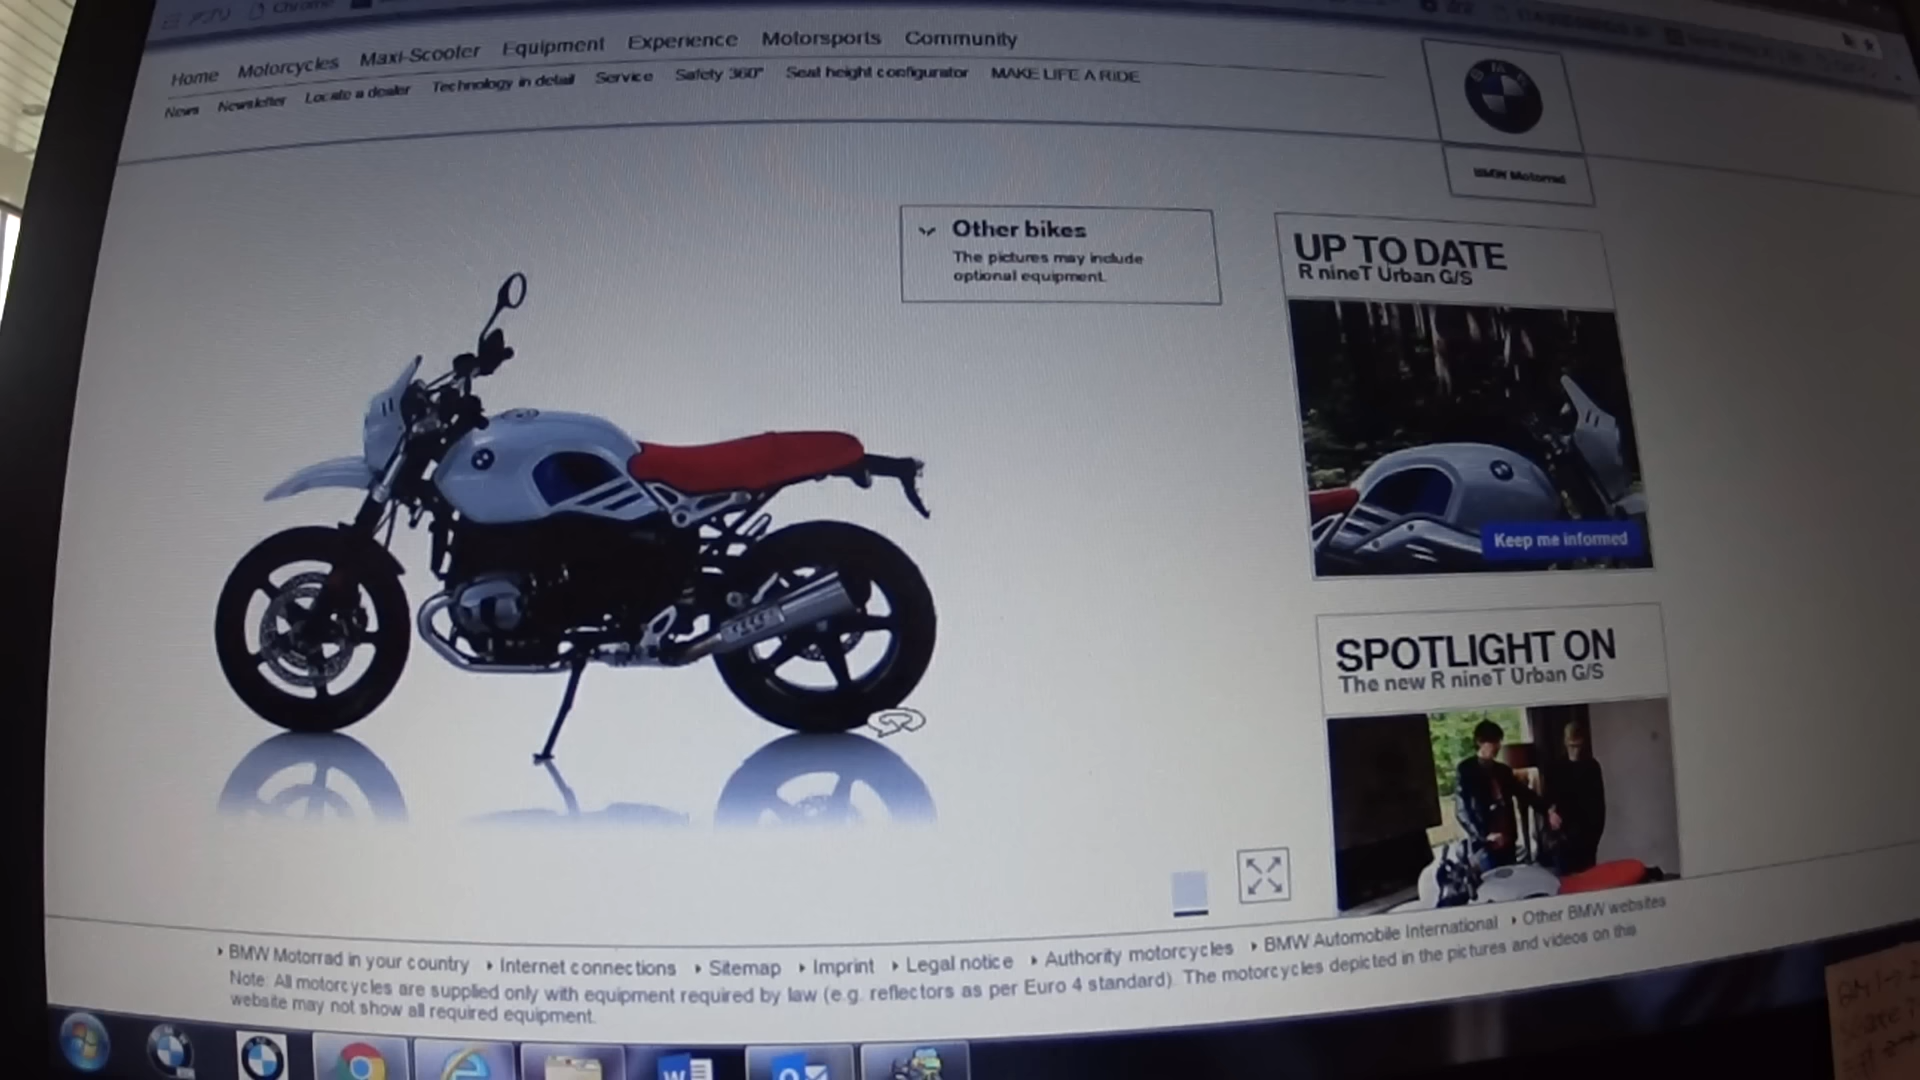 Chrome
Home Motorcycles Maxi-Scooter Equipment Experience Motorsports Community
News Newsletter Locate a dealer Technology in detail Service Safety 360° Seat height configurator MAKE LIFE A RIDE
BMW
BMW Motorrad
Other bikes
The pictures may include
optional equipment.
UP TO DATE
R nineT Urban G/S
Keep me informed
SPOTLIGHT ON
The new R nineT Urban G/S
BMW Motorrad in your country Internet connections Sitemap Imprint Legal notice Authority motorcycles BMW Automobile International Other BMW websites
Note: All motorcycles are supplied only with equipment required by law (e.g. reflectors as per Euro 4 standard). The motorcycles depicted in the pictures and videos on this
website may not show all required equipment.